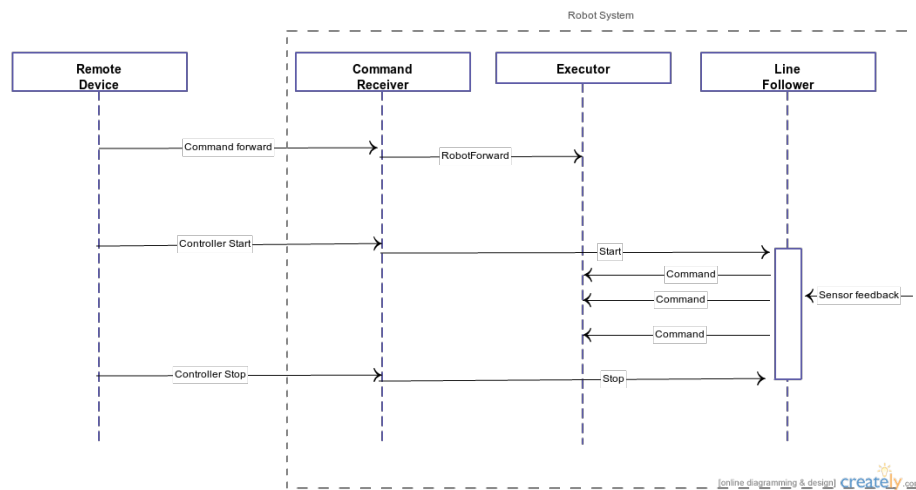 Robot System
Remote
Device
Command
Receiver
Executor
Line
Follower
Command forward
RobotForward
Controller Start
Start
Command
Sensor feedback
Command
Command
Controller Stop
Stop
[online diagramming & design] creately.com